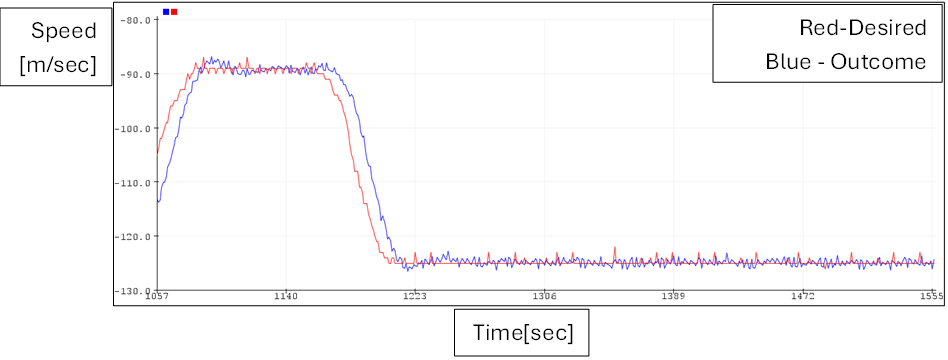 Speed
[m/sec]
Red-Desired
Blue - Outcome
-80.0
-90.0
-100.0
-110.0
-120.0
-130.0
1057 1140 1223 1306 1389 1472 1555
Time[sec]